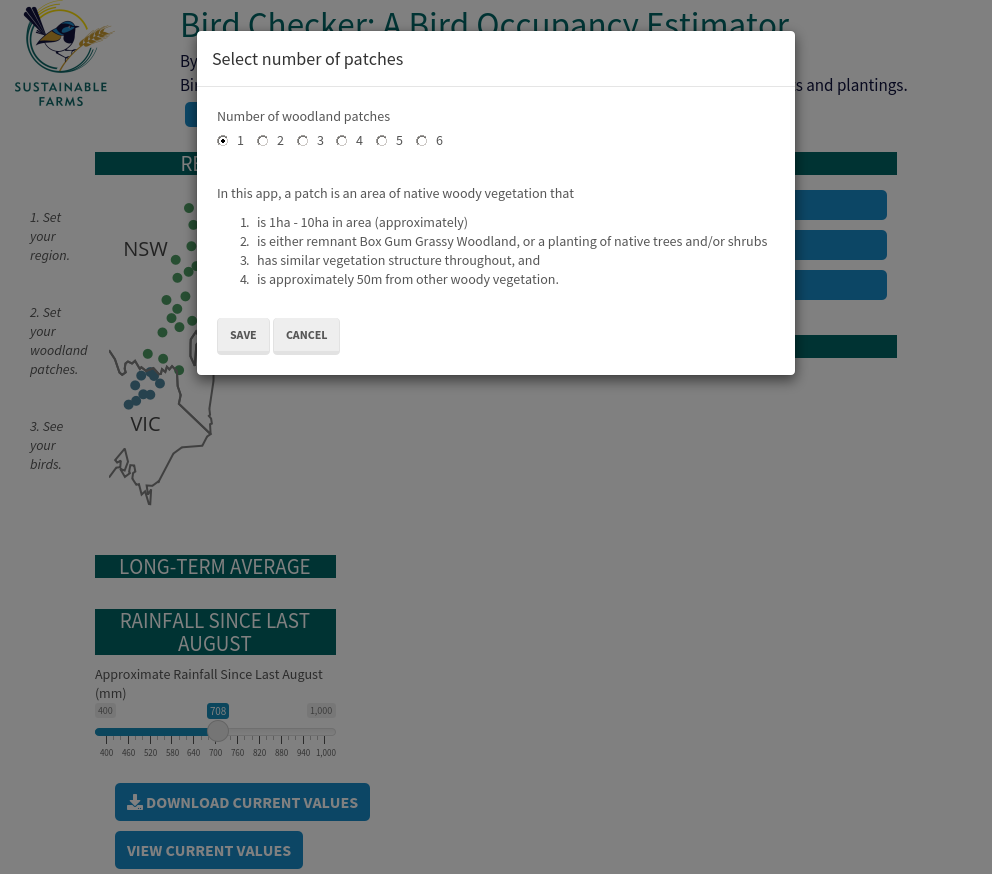 Bird Checker: A Bird Occupancy Estimator
SUSTAINABLE
FARMS
By
Bir
s and plantings.
Select number of patches
Number of woodland patches
1 2 3 4 5 6
In this app, a patch is an area of native woody vegetation that
1. is 1ha - 10ha in area (approximately)
2. is either remnant Box Gum Grassy Woodland, or a planting of native trees and/or shrubs
3. has similar vegetation structure throughout, and
4. is approximately 50m from other woody vegetation.
SAVE CANCEL
RE
1. Set
your
region.
2. Set
your
woodland
patches.
3. See
your
birds.
NSW
VIC
LONG-TERM AVERAGE
RAINFALL SINCE LAST
AUGUST
Approximate Rainfall Since Last August
(mm)
400 708 1,000
400 460 520 580 640 700 760 820 880 940 1,000
DOWNLOAD CURRENT VALUES
VIEW CURRENT VALUES